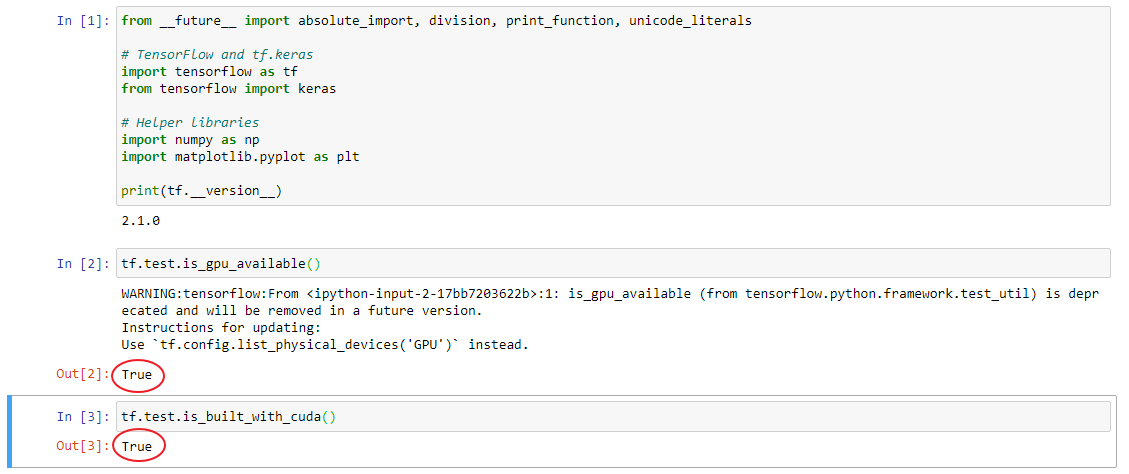 In [1]: from __future__ import absolute_import, division, print_function, unicode_literals
# TensorFlow and tf.keras
import tensorflow as tf
from tensorflow import keras
# Helper libraries
import numpy as np
import matplotlib.pyplot as plt
print(tf.__version__)
2.1.0
In [2]: tf.test.is_gpu_available()
WARNING:tensorflow:From <ipython-input-2-17bb7203622b>:1: is_gpu_available (from tensorflow.python.framework.test_util) is depr
ecated and will be removed in a future version.
Instructions for updating:
Use `tf.config.list_physical_devices('GPU')` instead.
Out[2]: True
In [3]: tf.test.is_built_with_cuda()
Out[3]: True